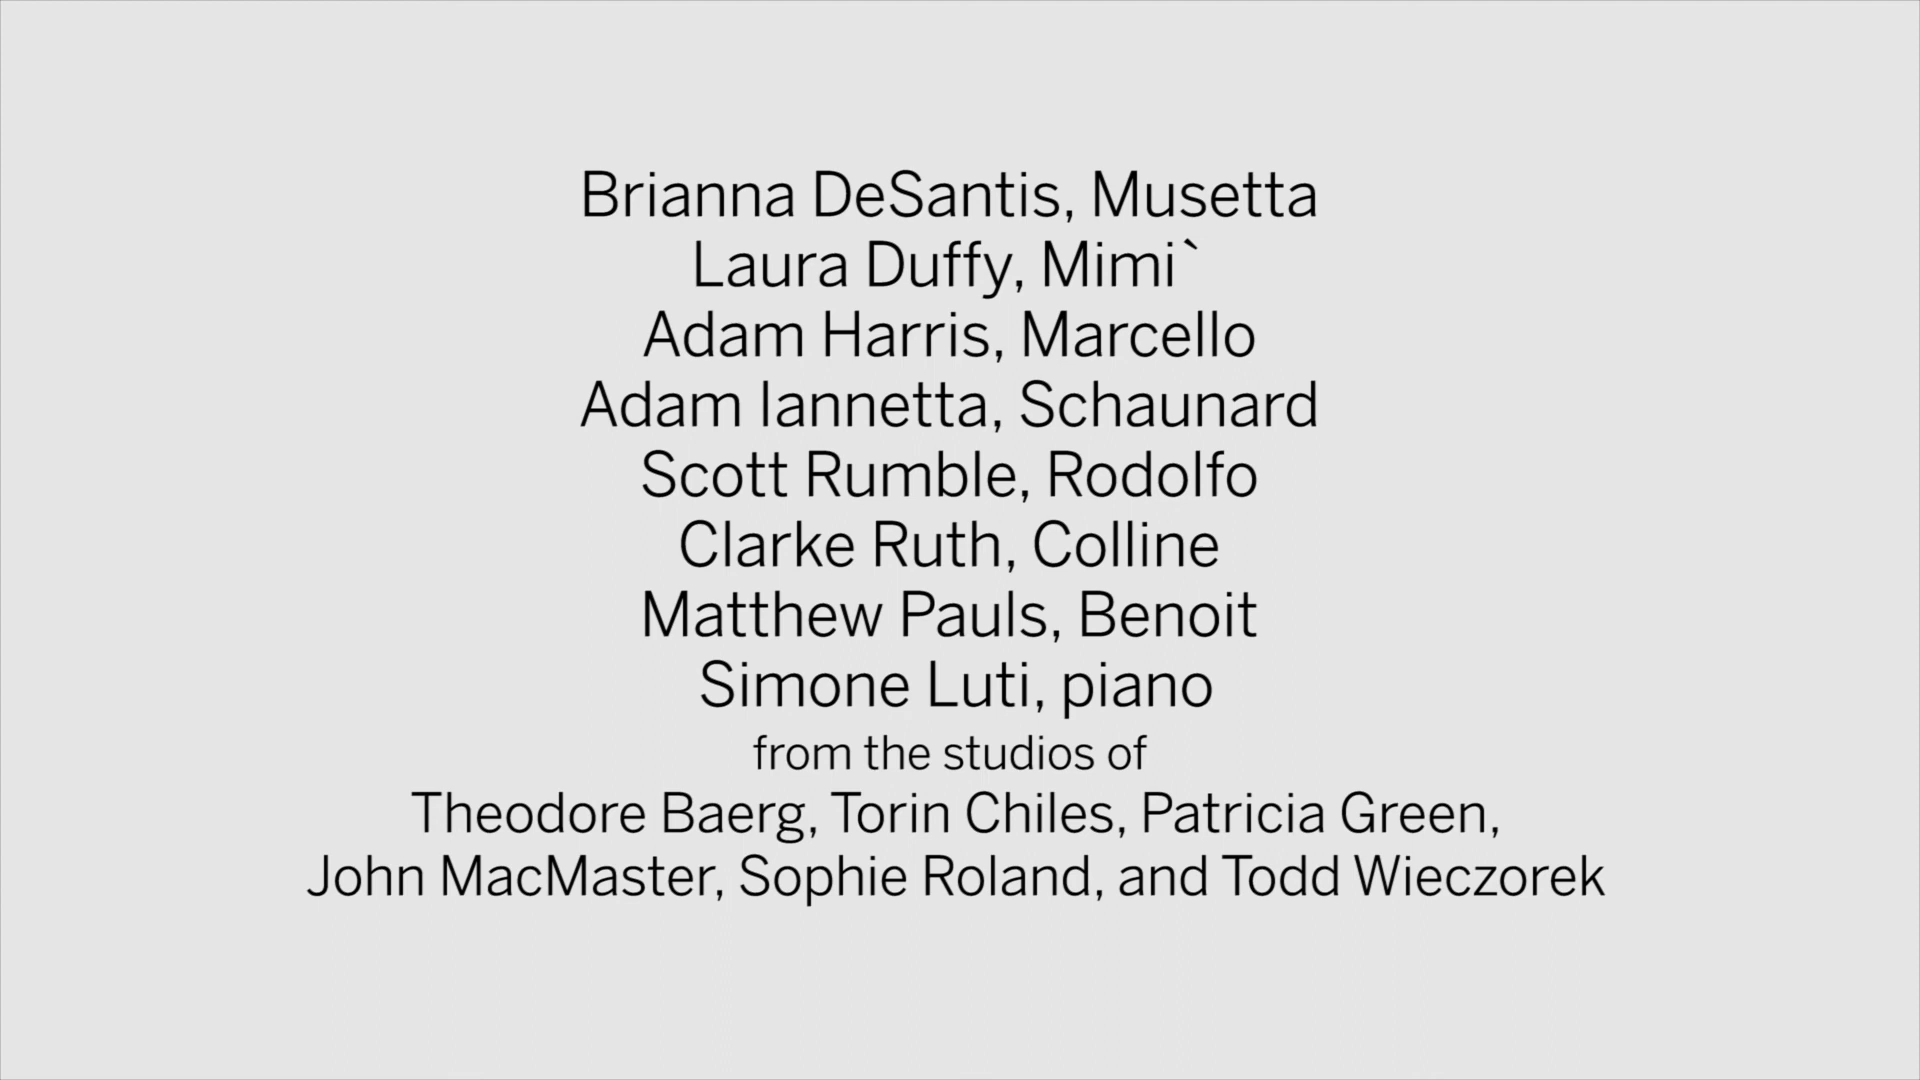 Brianna DeSantis, Musetta
Laura Duffy, Mimi`
Adam Harris, Marcello
Adam Iannetta, Schaunard
Scott Rumble, Rodolfo
Clarke Ruth, Colline
Matthew Pauls, Benoit
Simone Luti, piano
from the studios of
Theodore Baerg, Torin Chiles, Patricia Green,
John MacMaster, Sophie Roland, and Todd Wieczorek